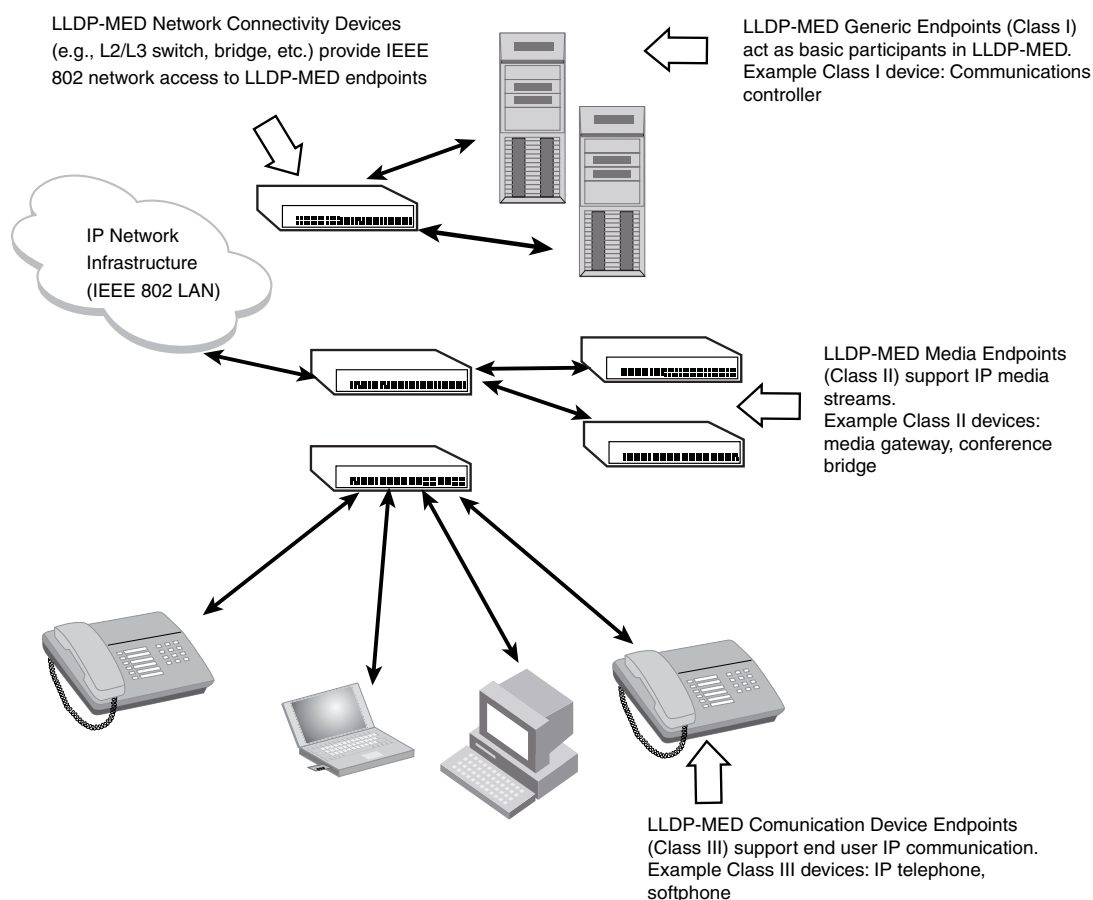 LLDP-MED Network Connectivity Devices
(e.g., L2/L3 switch, bridge, etc.) provide IEEE
802 network access to LLDP-MED endpoints
LLDP-MED Generic Endpoints (Class I)
act as basic participants in LLDP-MED.
Example Class I device: Communications
controller
IP Network
Infrastructure
(IEEE 802 LAN)
LLDP-MED Media Endpoints
(Class II) support IP media
streams.
Example Class II devices:
media gateway, conference
bridge
LLDP-MED Comunication Device Endpoints
(Class III) support end user IP communication.
Example Class III devices: IP telephone,
softphone